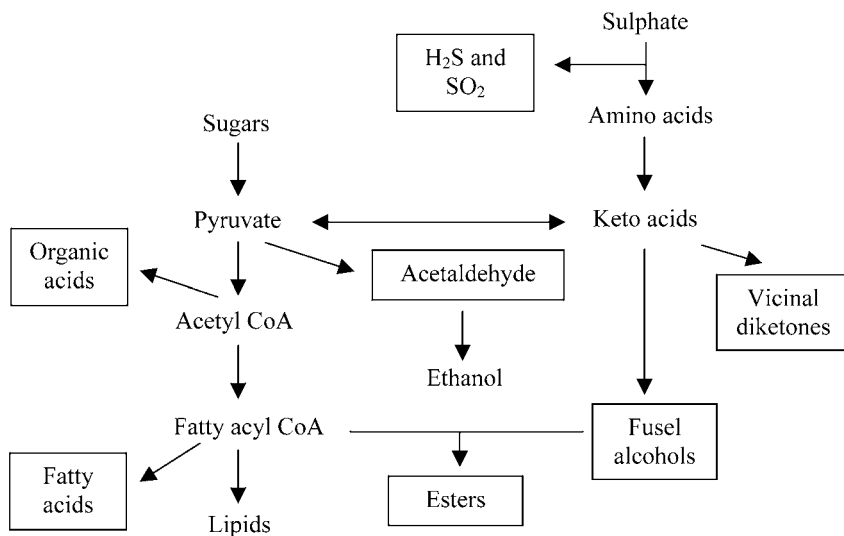 Sulphate
H₂S and
SO₂
Sugars
Amino acids
Pyruvate
Keto acids
Organic
acids
Acetaldehyde
Vicinal
diketones
Acetyl CoA
Ethanol
Fatty acyl CoA
Fusel
alcohols
Fatty
acids
Esters
Lipids